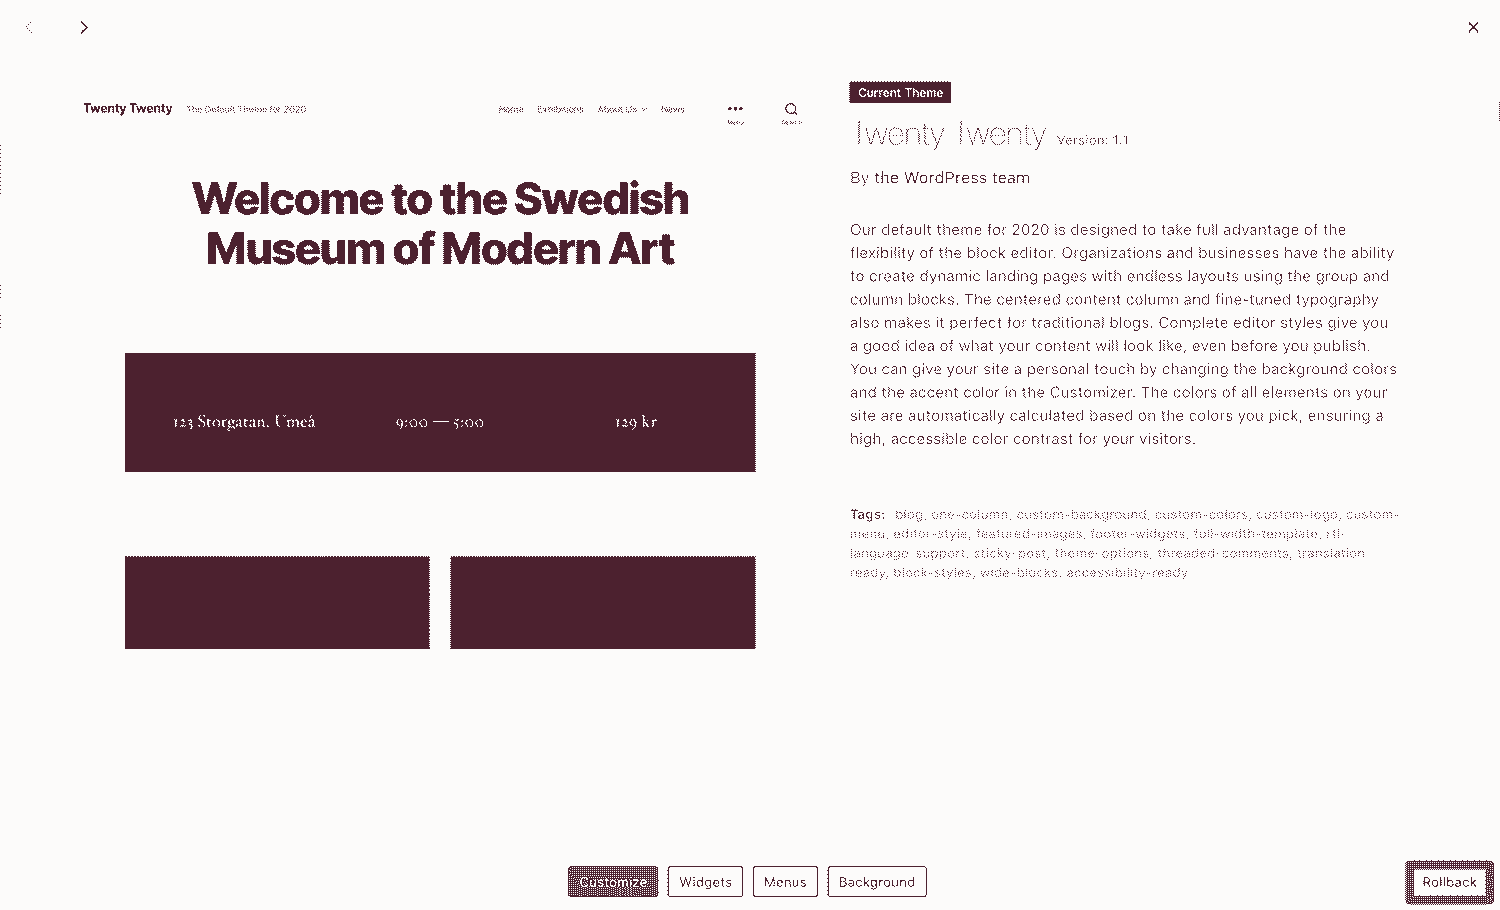 Twenty Twenty The Default Theme for 2020 Home Exhibitions About Us News
Menu Search
Welcome to the Swedish
Museum of Modern Art
123 Storgatan, Umeå 9:00 — 5:00 129 kr
Current Theme
Twenty Twenty Version: 1.1
By the WordPress team
Our default theme for 2020 is designed to take full advantage of the
flexibility of the block editor. Organizations and businesses have the ability
to create dynamic landing pages with endless layouts using the group and
column blocks. The centered content column and fine-tuned typography
also makes it perfect for traditional blogs. Complete editor styles give you
a good idea of what your content will look like, even before you publish.
You can give your site a personal touch by changing the background colors
and the accent color in the Customizer. The colors of all elements on your
site are automatically calculated based on the colors you pick, ensuring a
high, accessible color contrast for your visitors.
Tags: blog, one-column, custom-background, custom-colors, custom-logo, custom-
menu, editor-style, featured-images, footer-widgets, full-width-template, rtl-
language-support, sticky-post, theme-options, threaded-comments, translation-
ready, block-styles, wide-blocks, accessibility-ready
Customize Widgets Menus Background Rollback